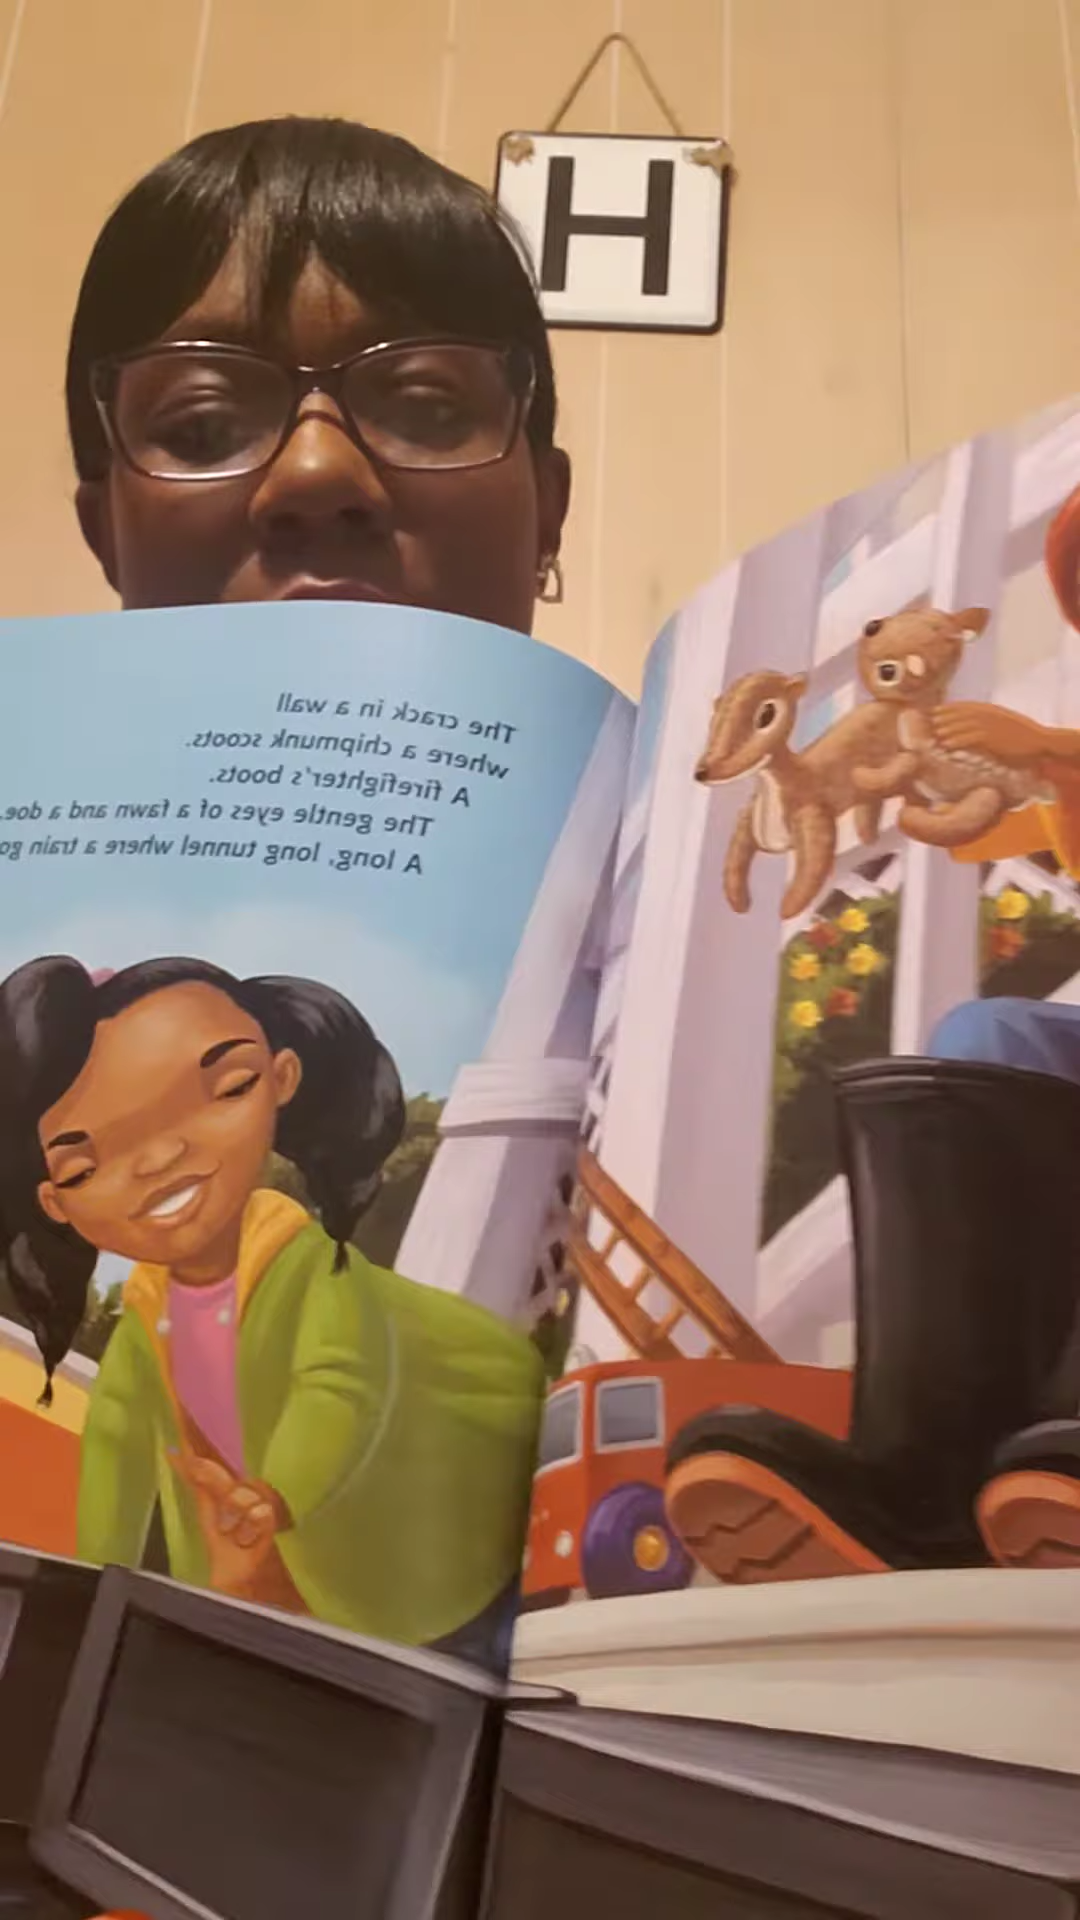 H
The crack in a wall
where a chipmunk scoots.
A firefighter's boots.
The gentle eyes of a fawn and a doe.
A long, long tunnel where a train